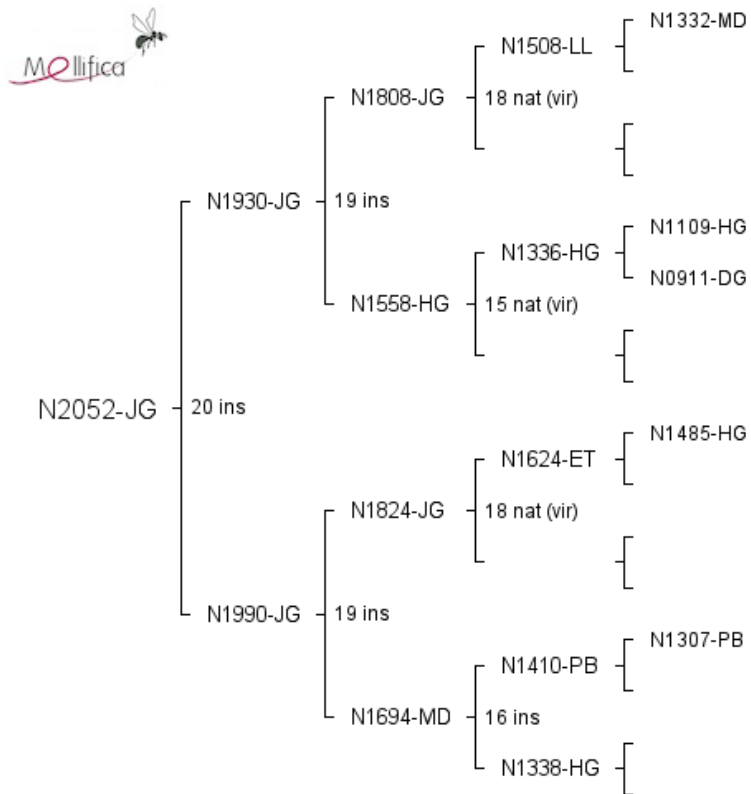 Mellifica
N1332-MD
N1508-LL
N1808-JG
18 nat (vir)
N1930-JG
19 ins
N1109-HG
N1336-HG
N0911-DG
N1558-HG
15 nat (vir)
N2052-JG
20 ins
N1485-HG
N1624-ET
N1824-JG
18 nat (vir)
N1990-JG
19 ins
N1307-PB
N1410-PB
N1694-MD
16 ins
N1338-HG